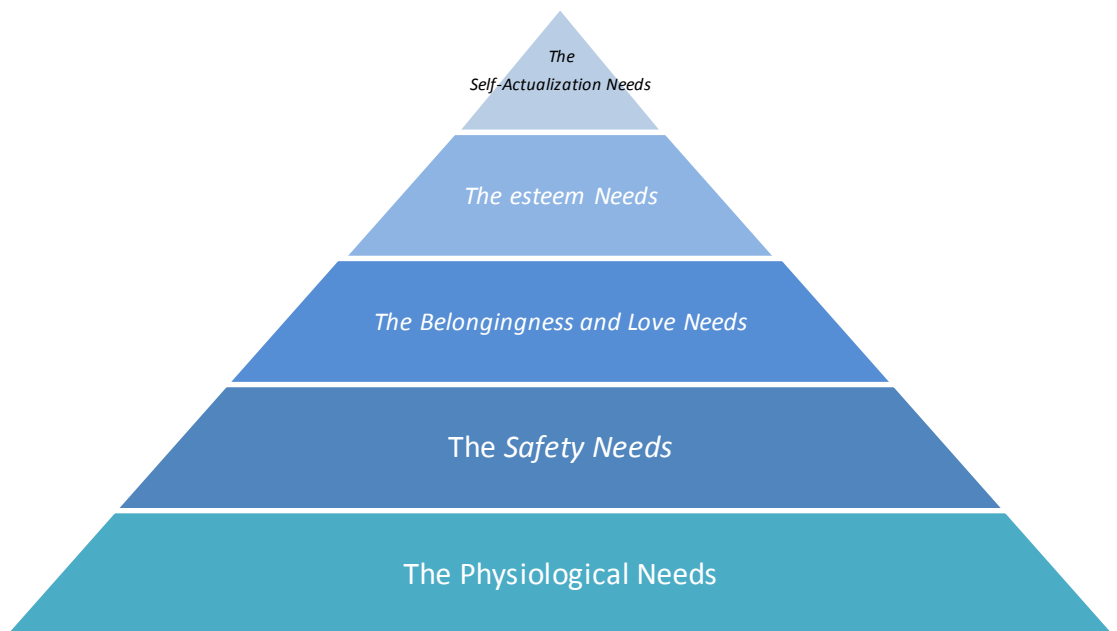 The
Self-Actualization Needs
The esteem Needs
The Belongingness and Love Needs
The Safety Needs
The Physiological Needs